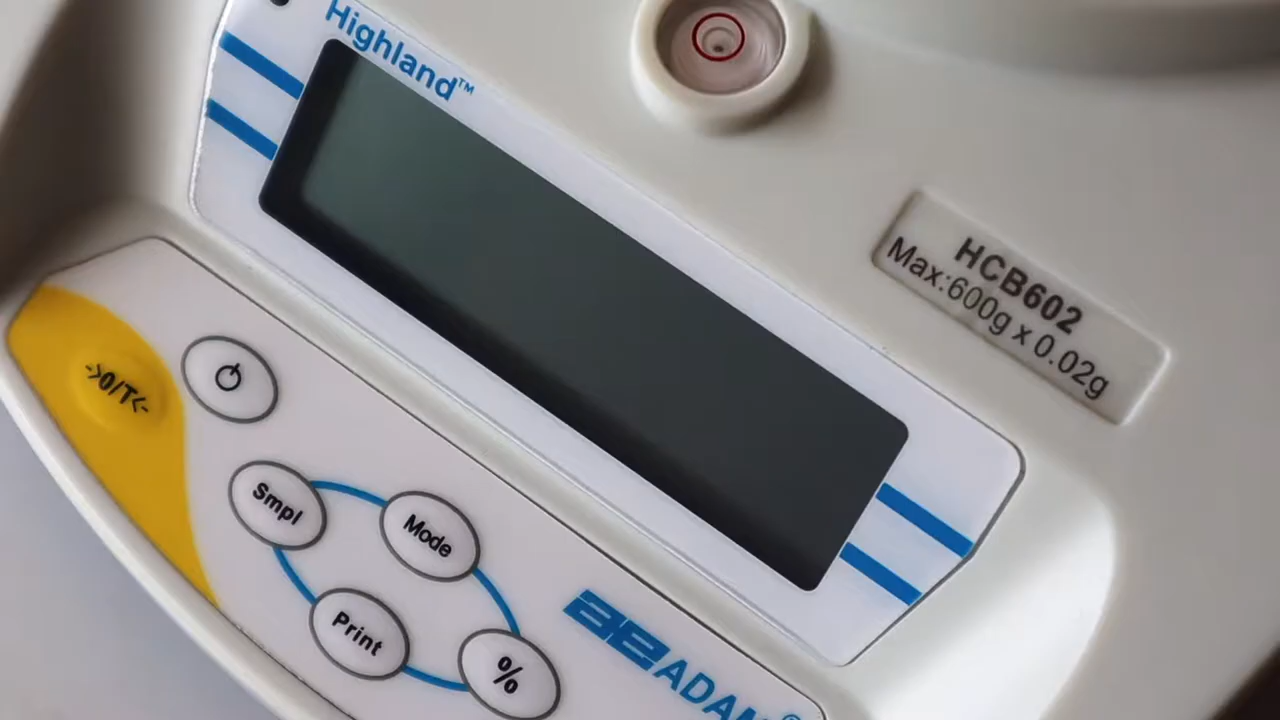 Highland™
HCB602
Max:600g x 0.02g
->0/T<-
Smpl
Mode
Print
%
ADAM®